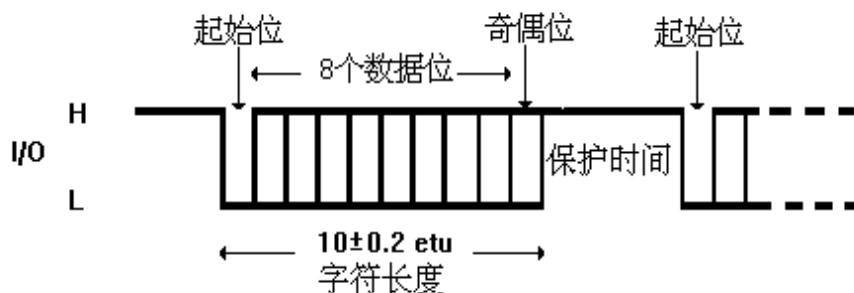 起始位
奇偶位
起始位
8个数据位
H
I/O
保护时间
L
10±0.2 etu
字符长度